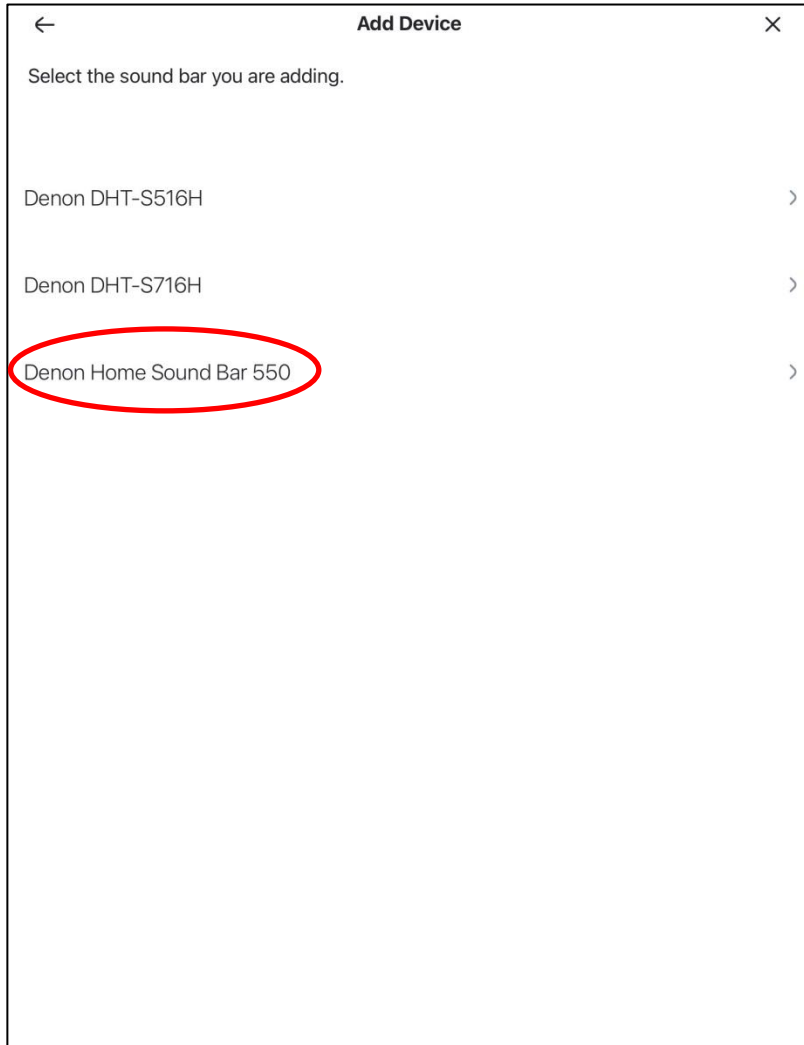 Add Device
Select the sound bar you are adding.
Denon DHT-S516H
Denon DHT-S716H
Denon Home Sound Bar 550